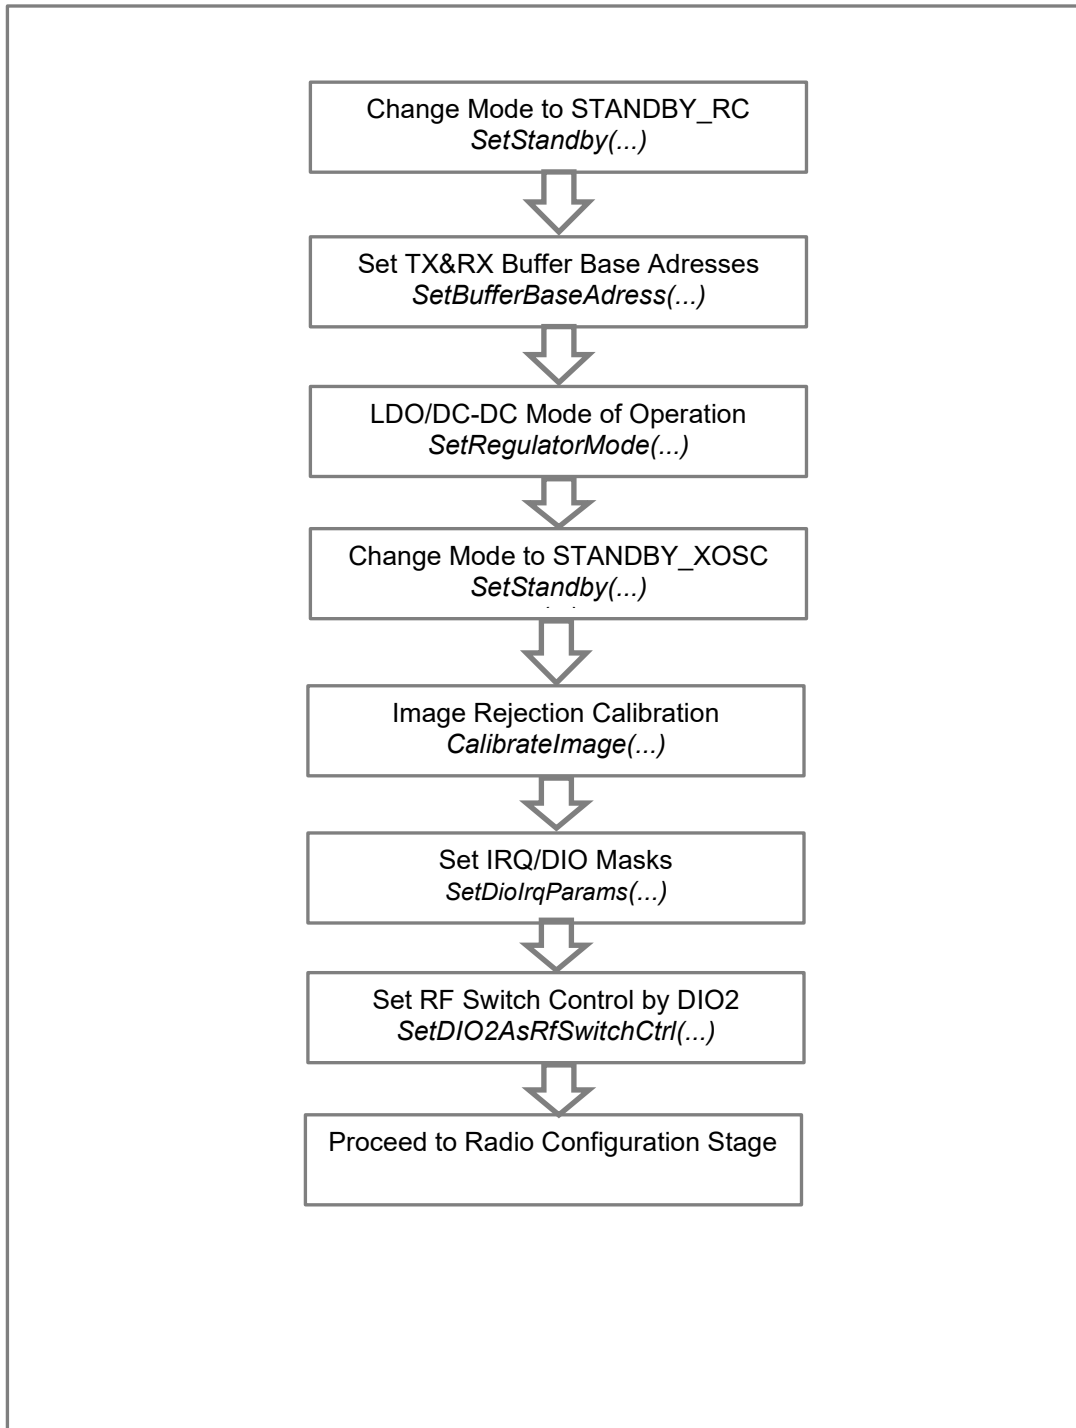 Change Mode to STANDBY_RC
SetStandby(...)
Set TX&RX Buffer Base Adresses
SetBufferBaseAdress(...)
LDO/DC-DC Mode of Operation
SetRegulatorMode(...)
Change Mode to STANDBY_XOSC
SetStandby(...)
Image Rejection Calibration
CalibrateImage(...)
Set IRQ/DIO Masks
SetDioIrqParams(...)
Set RF Switch Control by DIO2
SetDIO2AsRfSwitchCtrl(...)
Proceed to Radio Configuration Stage